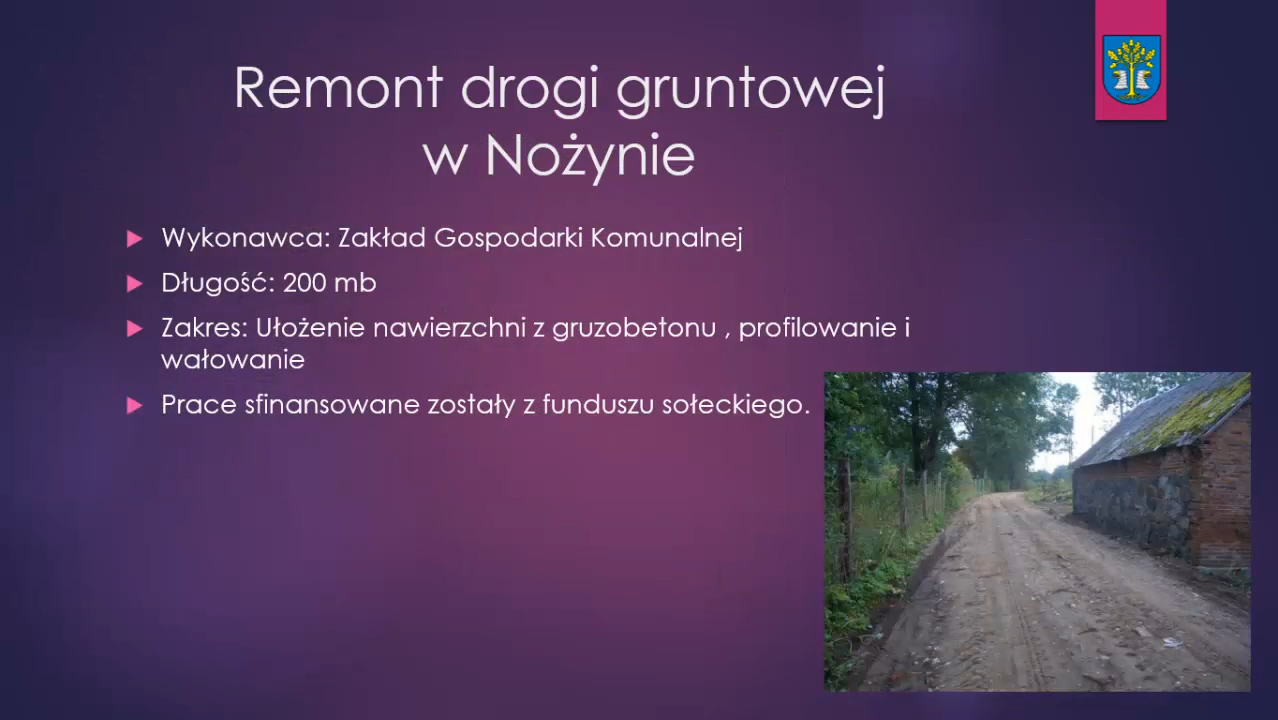 Remont drogi gruntowej
w Nożynie
Wykonawca: Zakład Gospodarki Komunalnej
Długość: 200 mb
Zakres: Ułożenie nawierzchni z gruzobetonu , profilowanie i
wałowanie
Prace sfinansowane zostały z funduszu sołeckiego.